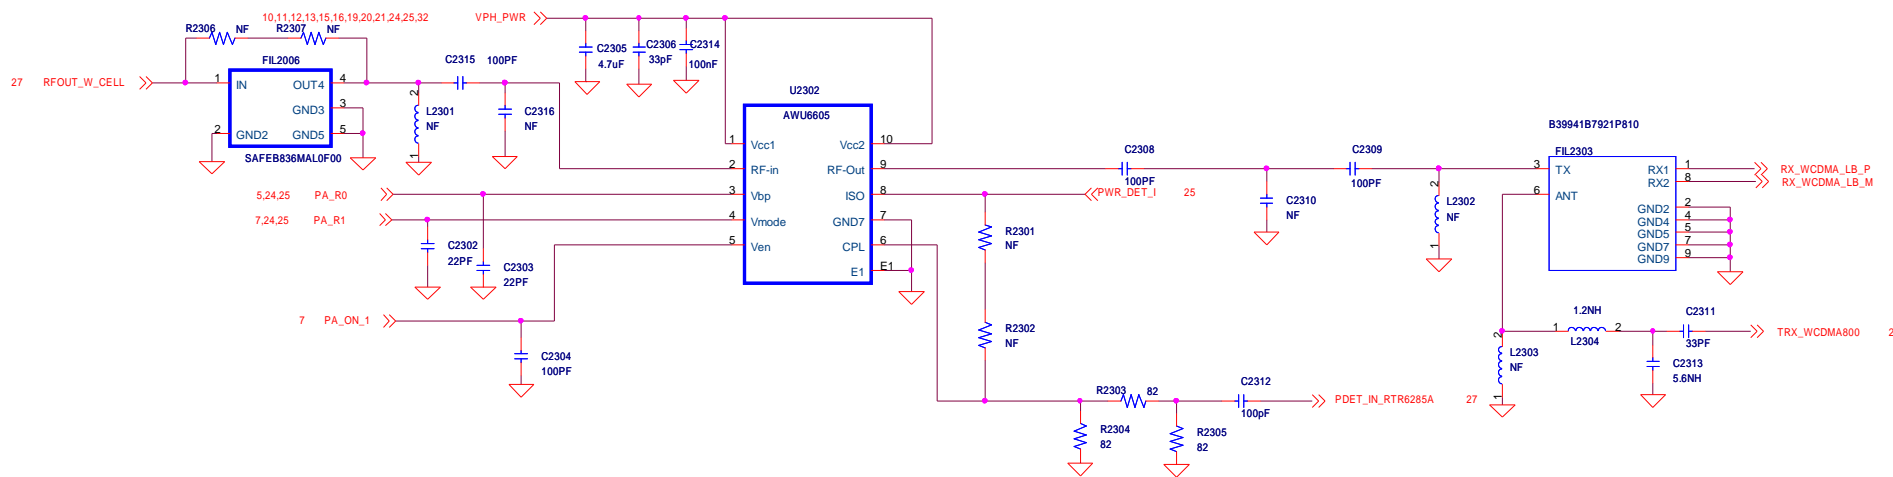 10,11,12,13,15,16,19,20,21,24,25,32
VPH_PWR
R2306 NF R2307 NF
FIL2006
C2315 100PF
C2305 4.7uF
C2306 33pF
C2314 100nF
27 RFOUT_W_CELL
1 IN OUT4 4
GND3 3
2 GND2 GND5 5
SAFEB836MAL0F00
2 L2301 NF 1
C2316 NF
U2302
AWU6605
1 Vcc1 Vcc2 10
2 RF-in RF-Out 9
3 Vbp ISO 8
4 Vmode GND7 7
5 Ven CPL 6
E1 E1
5,24,25 PA_R0
7,24,25 PA_R1
C2302 22PF
C2303 22PF
7 PA_ON_1
C2304 100PF
C2308 100PF
C2309 100PF
PWR_DET_I 25
C2310 NF
2 L2302 NF 1
R2301 NF
R2302 NF
B39941B7921P810
FIL2303
3 TX RX1 1
RX2 8
6 ANT
GND2 2
GND4 4
GND5 5
GND7 7
GND9 9
RX_WCDMA_LB_P
RX_WCDMA_LB_M
1.2NH
1 2
L2304
C2311 33PF
TRX_WCDMA800 2
2 L2303 NF 1
C2313 5.6NH
R2303 82
C2312 100pF
PDET_IN_RTR6285A 27
R2304 82
R2305 82